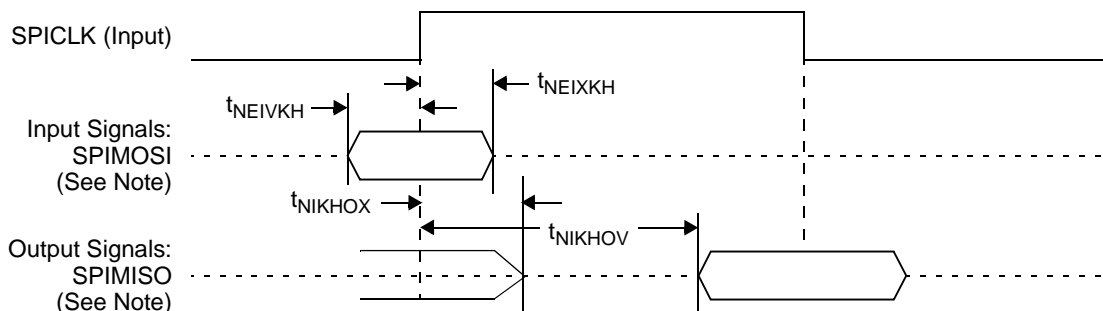 SPICLK (Input)
tNEIXKH
tNEIVKH
Input Signals:
SPIMOSI
(See Note)
tNIKHOX
tNIKHOV
Output Signals:
SPIMISO
(See Note)